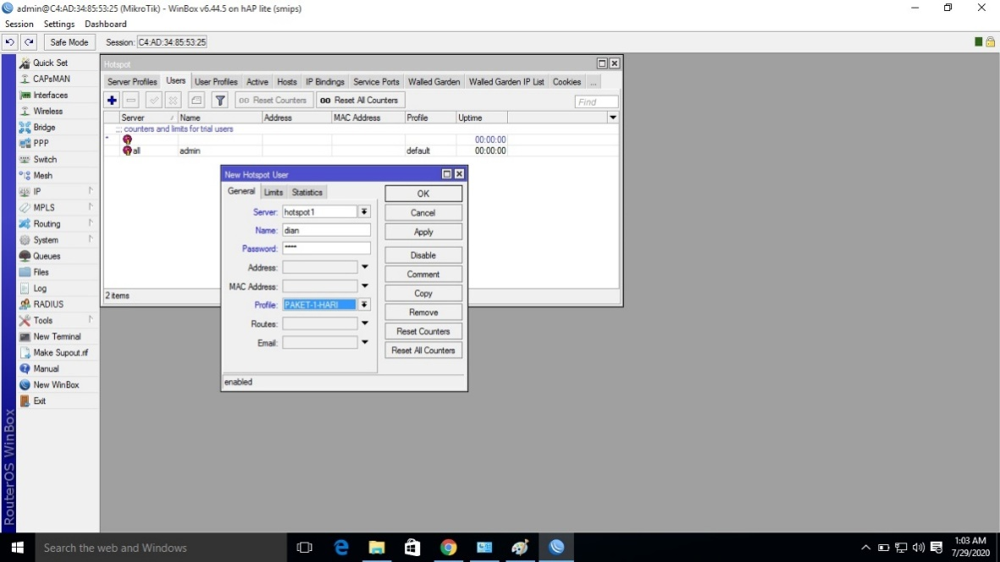 admin@C4:AD:34:85:53:25 (MikroTik) - WinBox v6.44.5 on hAP lite (smips)
Session Settings Dashboard
Safe Mode Session: C4:AD:34:85:53:25
Quick Set
CAPsMAN
Interfaces
Wireless
Bridge
PPP
Switch
Mesh
IP
MPLS
Routing
System
Queues
Files
Log
RADIUS
Tools
New Terminal
Make Supout.rif
Manual
New WinBox
Exit
RouterOS WinBox
Hotspot
Server Profiles Users User Profiles Active Hosts IP Bindings Service Ports Walled Garden Walled Garden IP List Cookies ...
00 Reset Counters 00 Reset All Counters Find
Server Name Address MAC Address Profile Uptime
;;; counters and limits for trial users
* 00:00:00
all admin default 00:00:00
2 items
New Hotspot User
General Limits Statistics
Server: hotspot1
Name: dian
Password: ****
Address:
MAC Address:
Profile: PAKET-1-HARI
Routes:
Email:
OK
Cancel
Apply
Disable
Comment
Copy
Remove
Reset Counters
Reset All Counters
enabled
Search the web and Windows
1:03 AM
7/29/2020